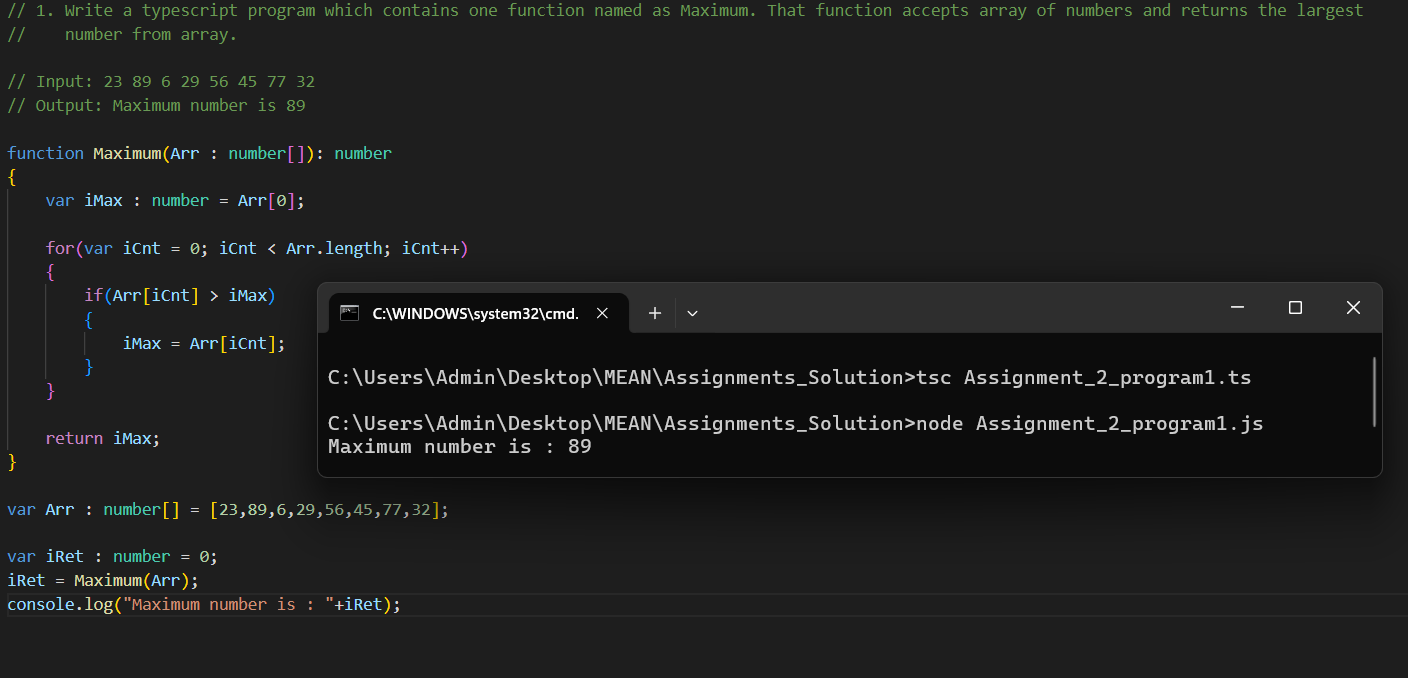 // 1. Write a typescript program which contains one function named as Maximum. That function accepts array of numbers and returns the largest
//    number from array.
// Input: 23 89 6 29 56 45 77 32
// Output: Maximum number is 89
function Maximum(Arr : number[]): number
{
    var iMax : number = Arr[0];
    for(var iCnt = 0; iCnt < Arr.length; iCnt++)
    {
        if(Arr[iCnt] > iMax)
        {
            iMax = Arr[iCnt];
        }
    }
    return iMax;
}
var Arr : number[] = [23,89,6,29,56,45,77,32];
var iRet : number = 0;
iRet = Maximum(Arr);
console.log("Maximum number is : "+iRet);
C:\WINDOWS\system32\cmd.
C:\Users\Admin\Desktop\MEAN\Assignments_Solution>tsc Assignment_2_program1.ts
C:\Users\Admin\Desktop\MEAN\Assignments_Solution>node Assignment_2_program1.js
Maximum number is : 89